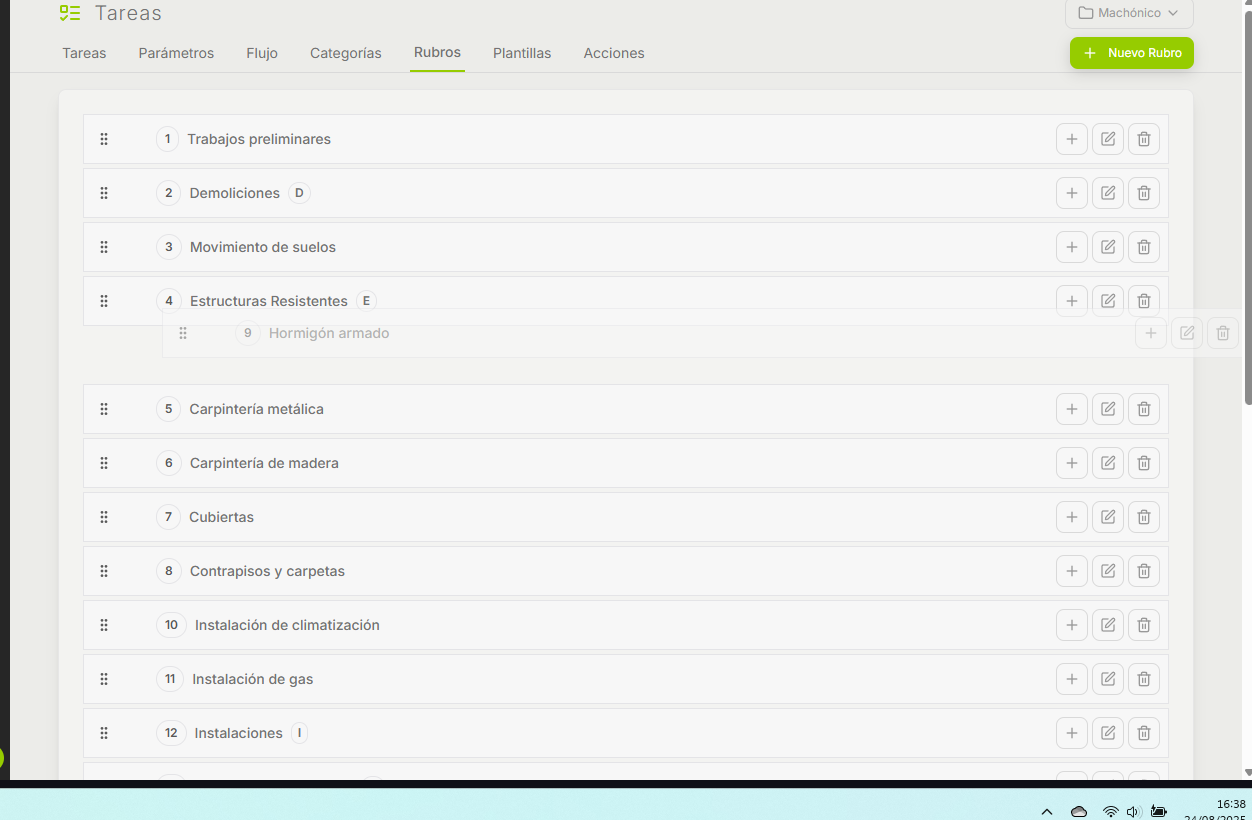 Tareas
Machónico
Tareas Parámetros Flujo Categorías Rubros Plantillas Acciones
Nuevo Rubro
1 Trabajos preliminares
2 Demoliciones D
3 Movimiento de suelos
4 Estructuras Resistentes E
9 Hormigón armado
5 Carpintería metálica
6 Carpintería de madera
7 Cubiertas
8 Contrapisos y carpetas
10 Instalación de climatización
11 Instalación de gas
12 Instalaciones I
16:38
24/08/2025